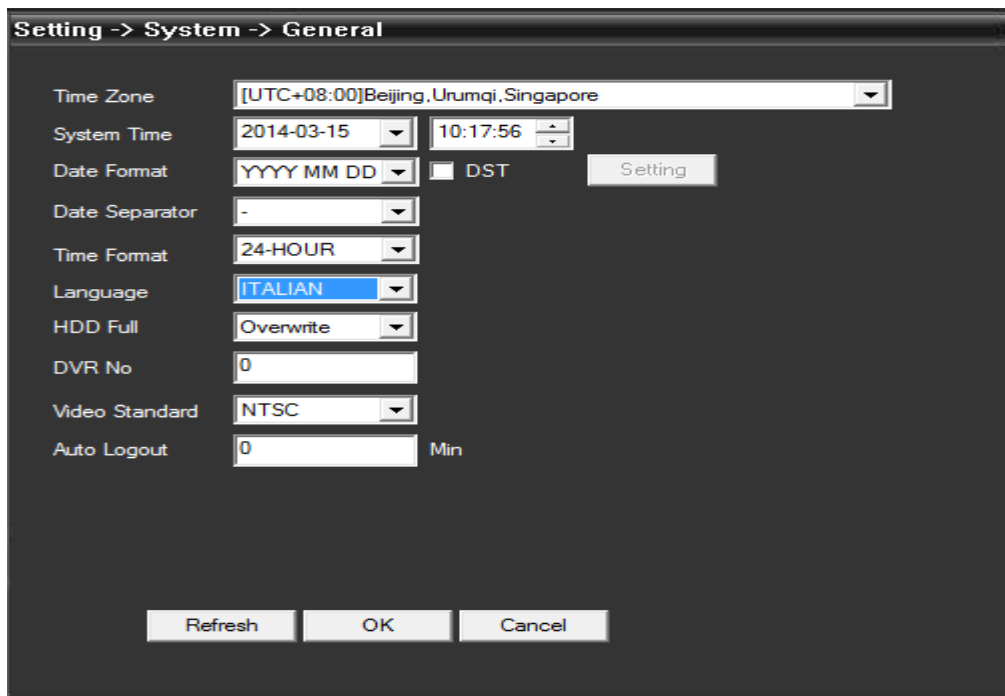 Setting -> System -> General
Time Zone [UTC+08:00]Beijing,Urumqi,Singapore
System Time 2014-03-15 10:17:56
Date Format YYYY MM DD DST Setting
Date Separator -
Time Format 24-HOUR
Language ITALIAN
HDD Full Overwrite
DVR No 0
Video Standard NTSC
Auto Logout 0 Min
Refresh OK Cancel